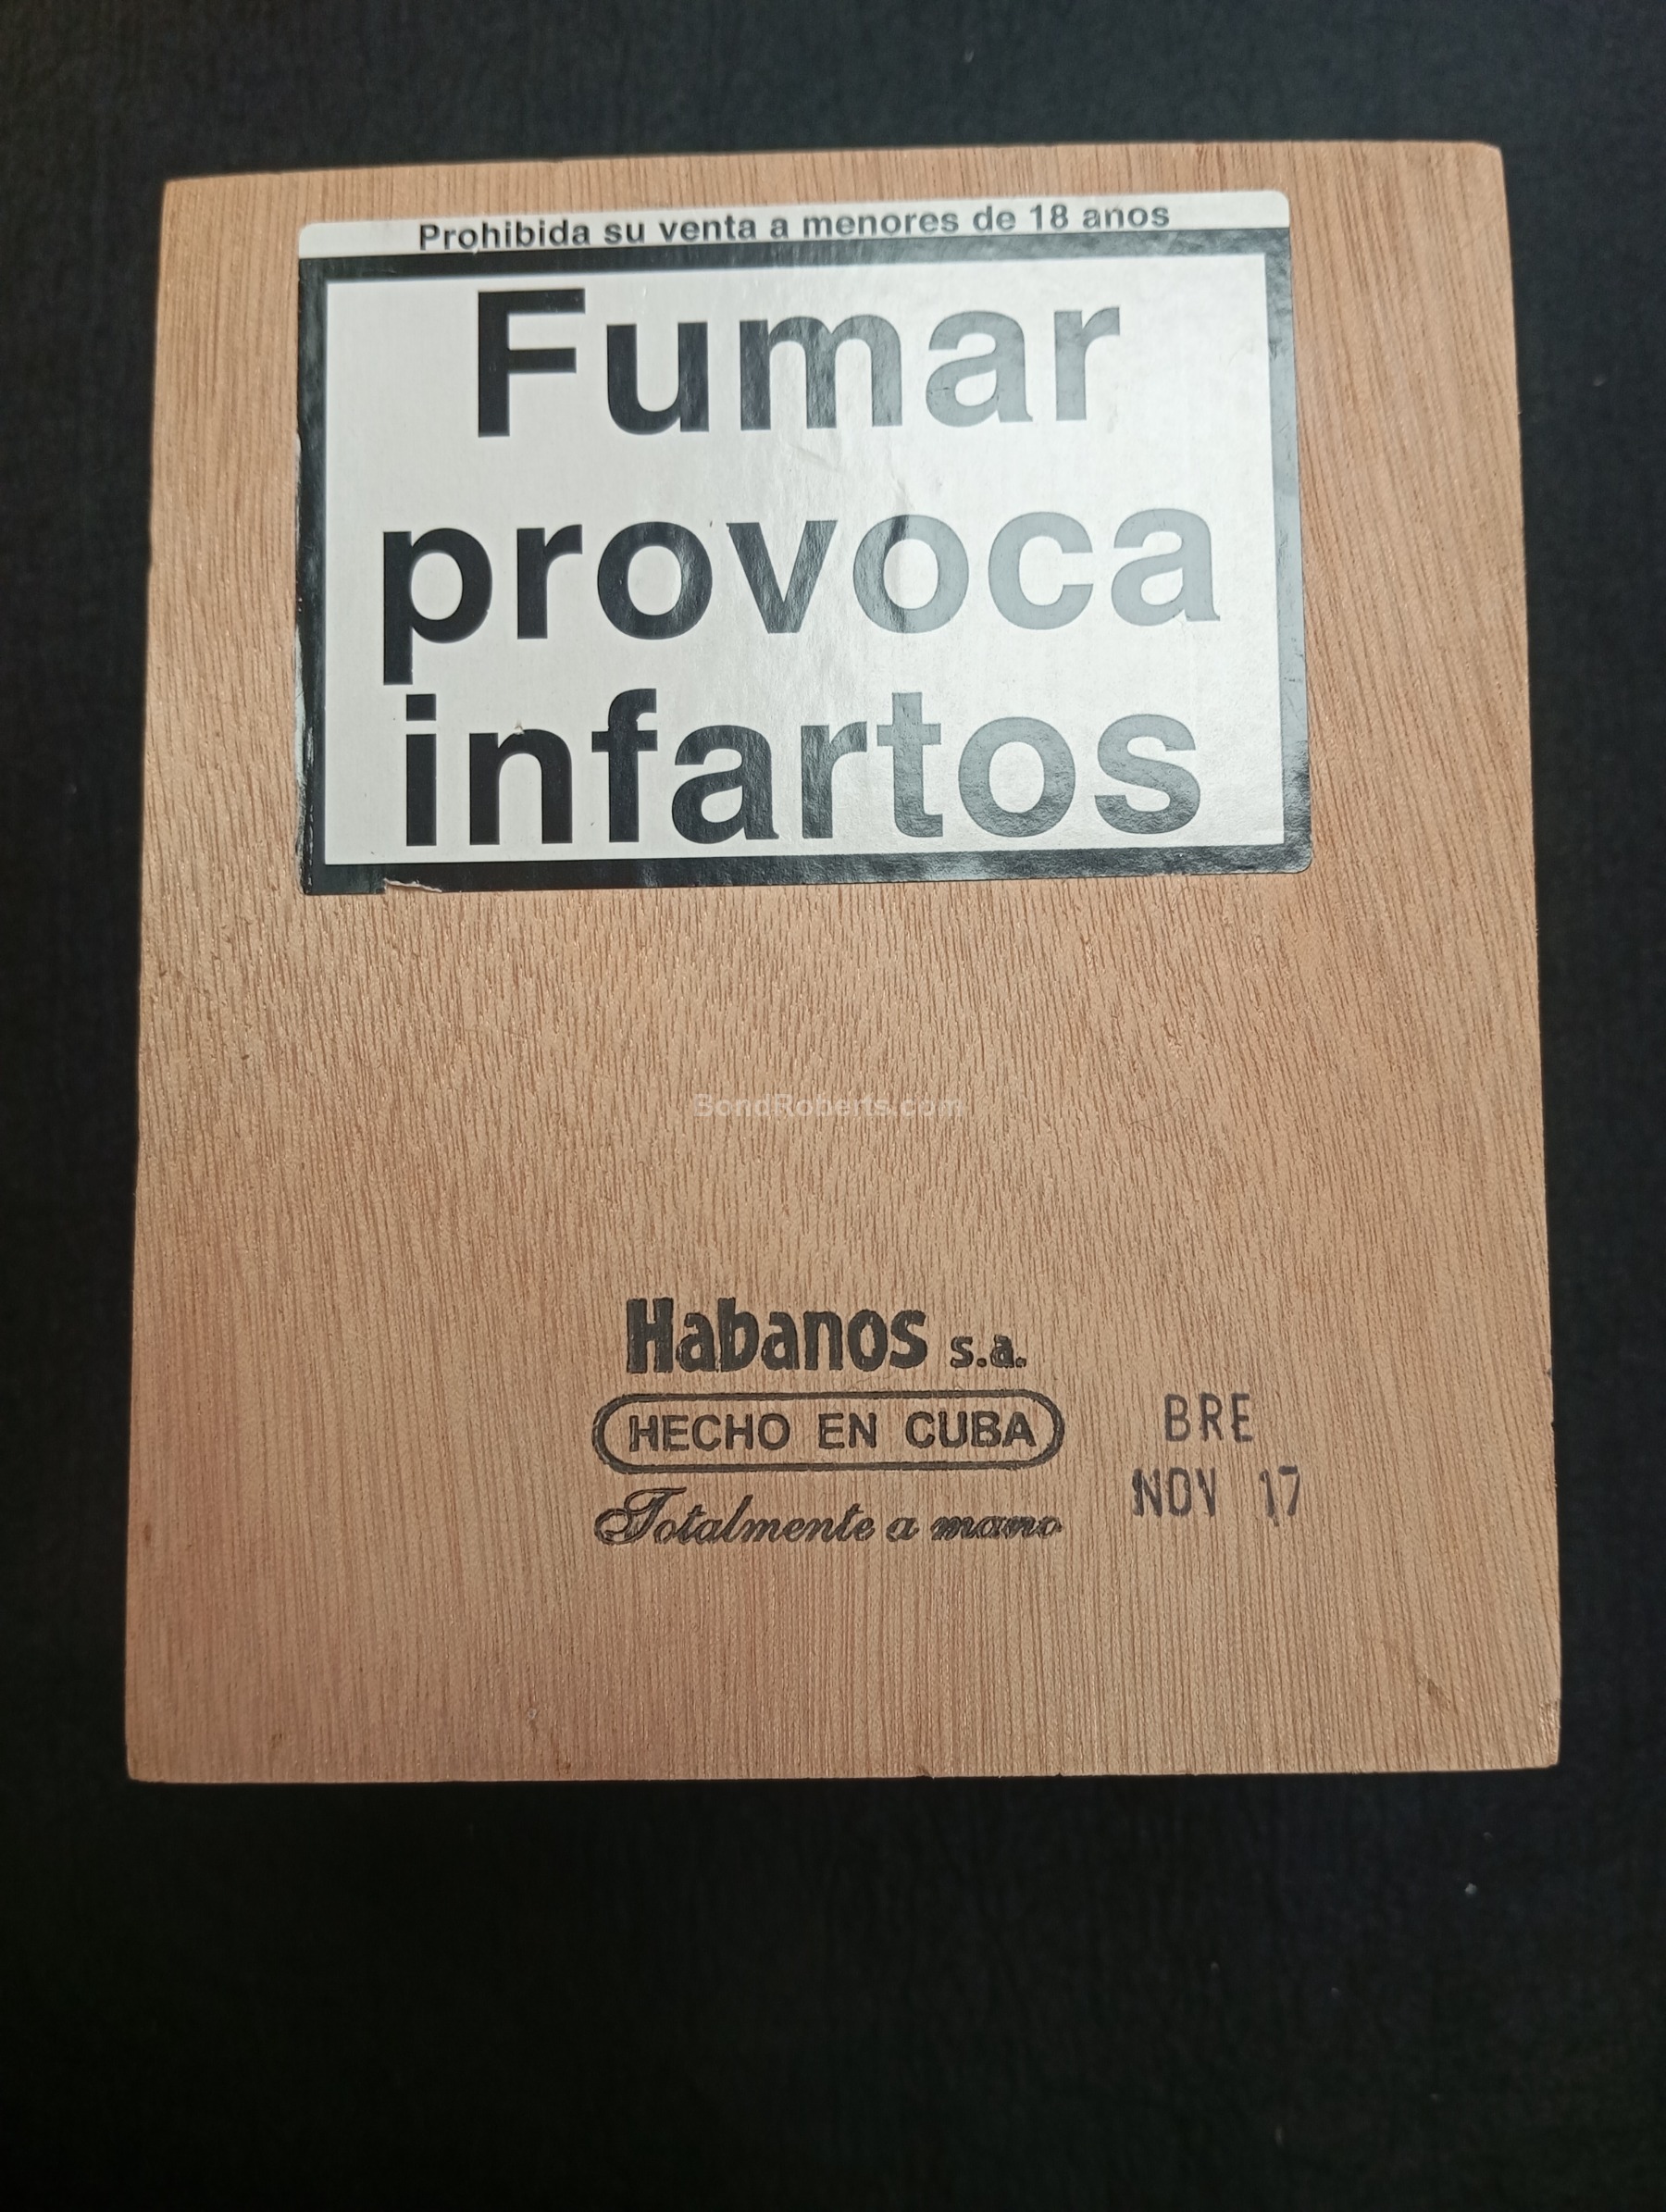 Prohibida su venta a menores de 18 anos
Fumar
provoca
infartos
BondRoberts.com
Habanos s.a.
HECHO EN CUBA
BRE
NOV 17
Totalmente a mano